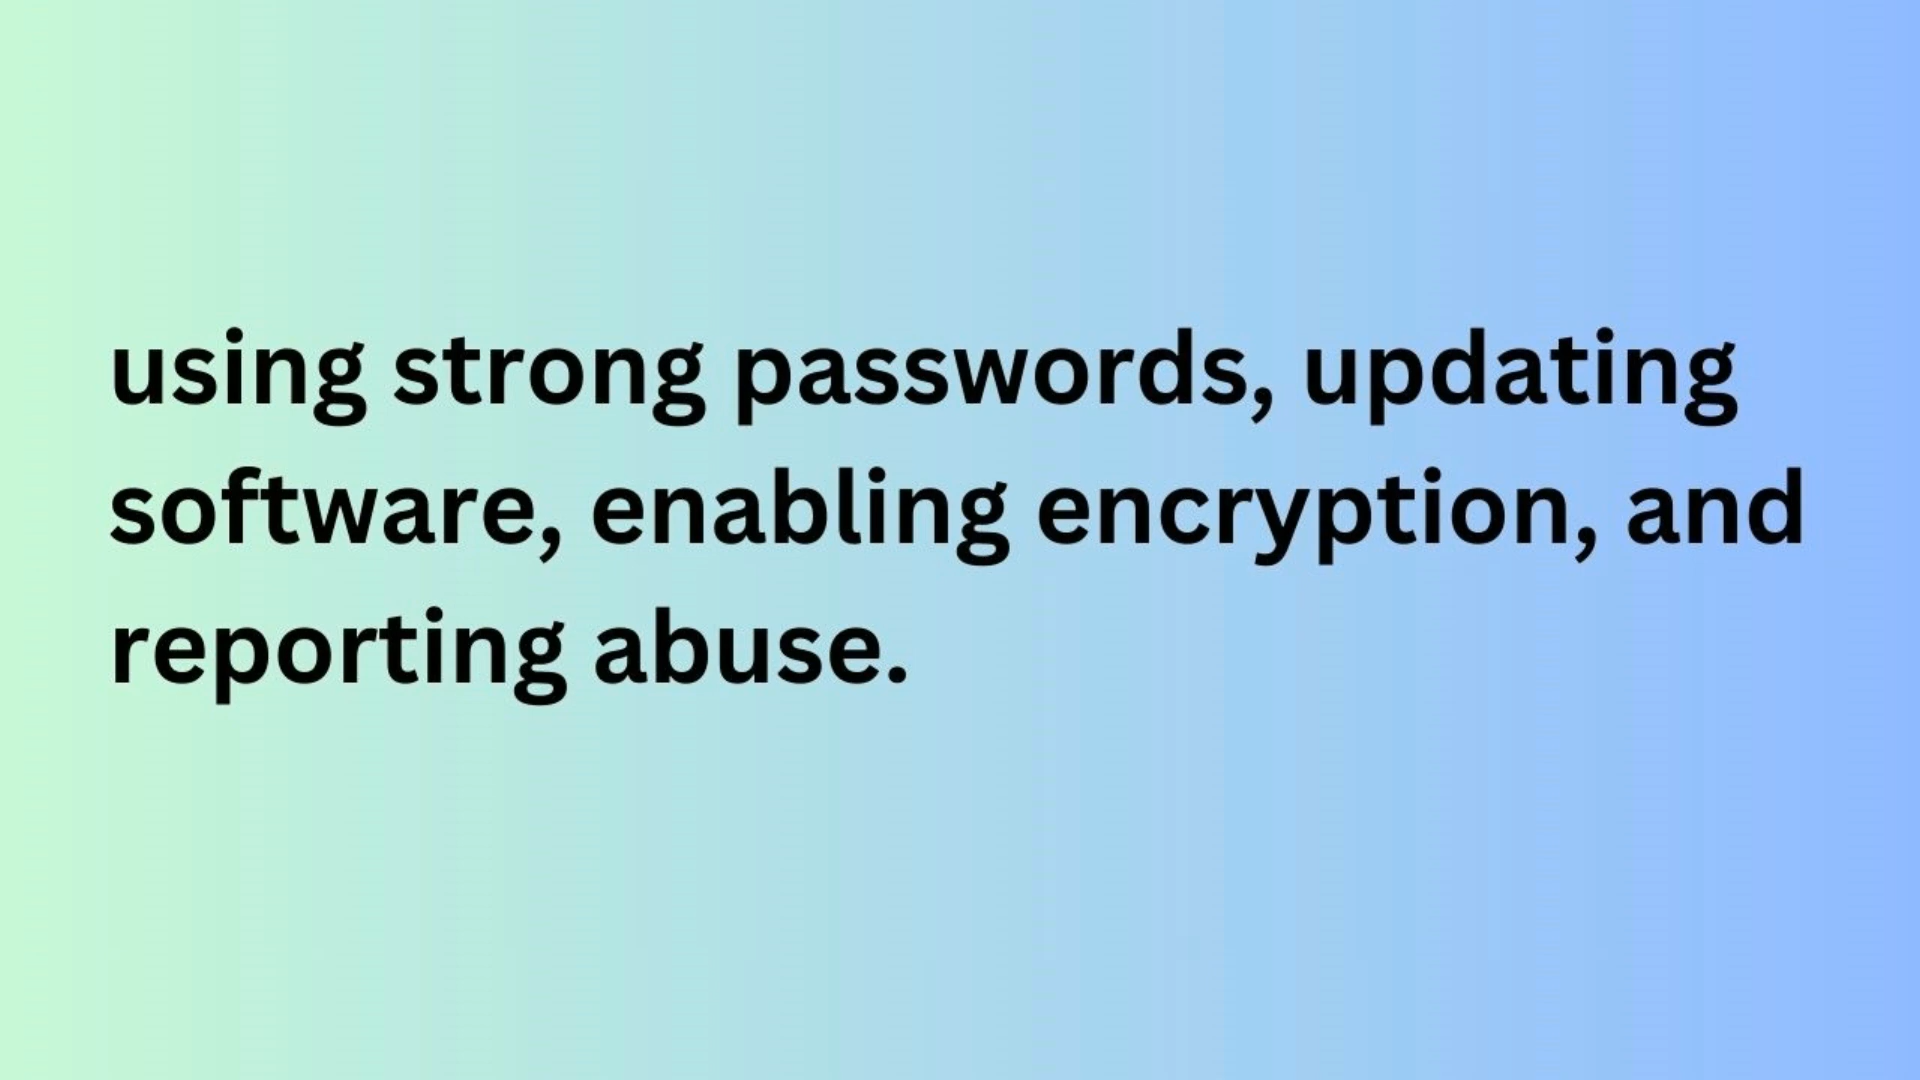 using strong passwords, updating
software, enabling encryption, and
reporting abuse.